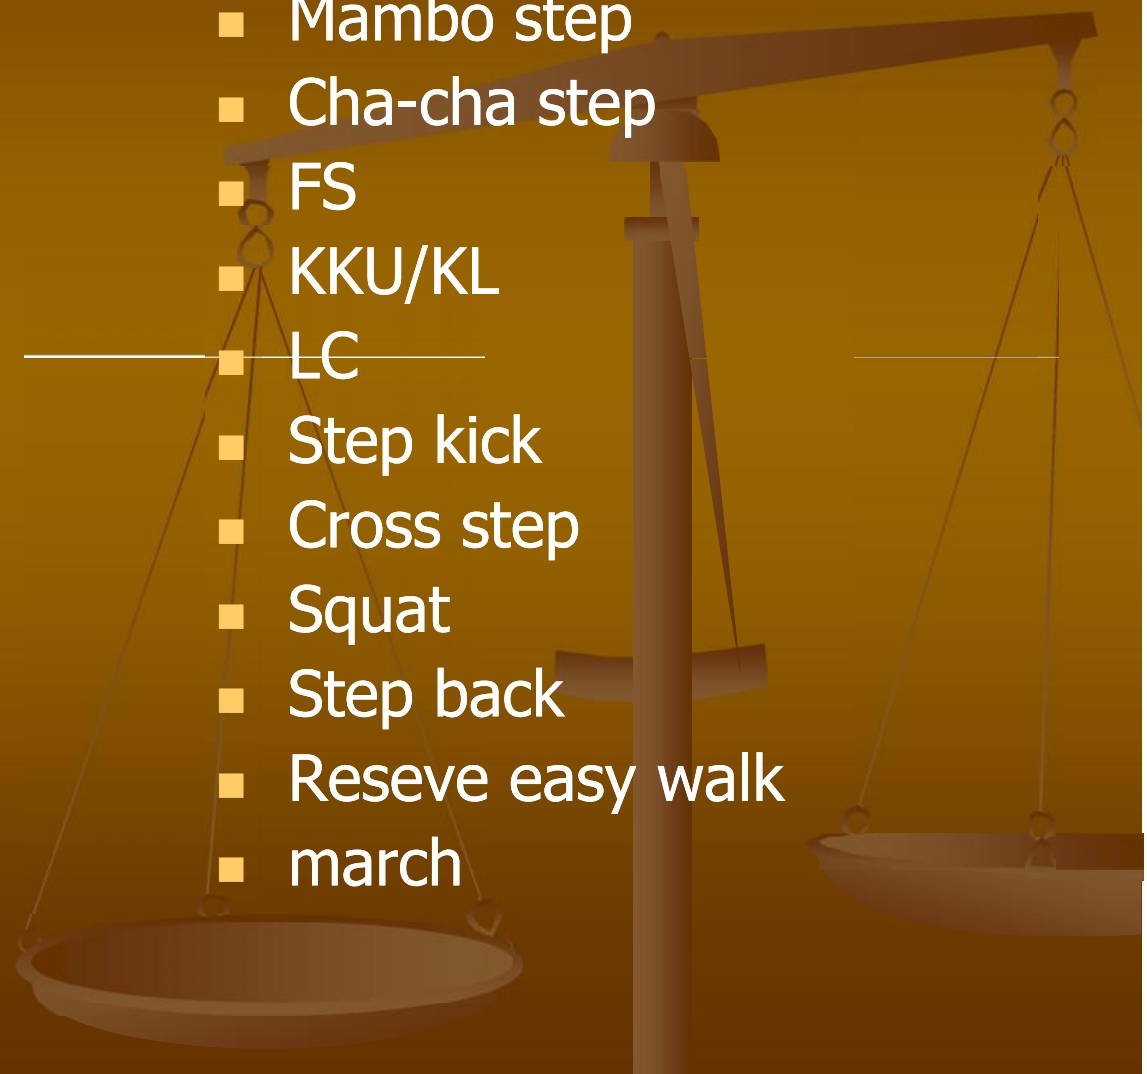 Mambo step
Cha-cha step
FS
KKU/KL
LC
Step kick
Cross step
Squat
Step back
Reseve easy walk
march